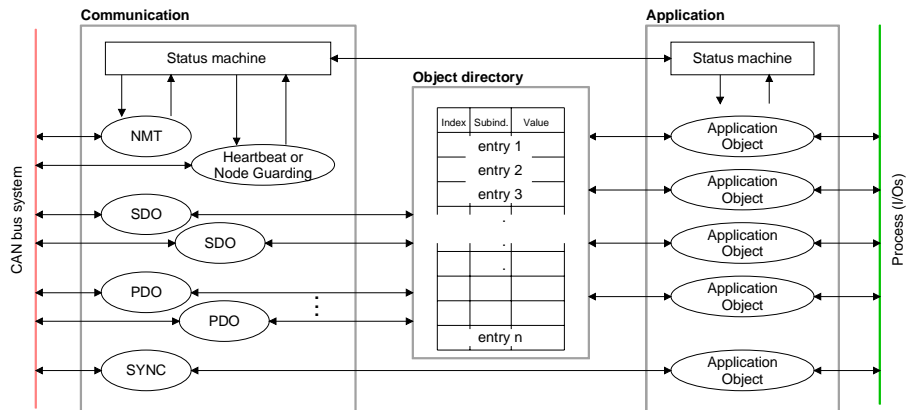 Communication
Application
Status machine
Status machine
Object directory
Index Subind. Value
NMT
entry 1
Application
Object
Heartbeat or
Node Guarding
entry 2
entry 3
Application
Object
SDO
SDO
.
.
.
Application
Object
CAN bus system
Process (I/Os)
PDO
Application
Object
PDO
entry n
SYNC
Application
Object